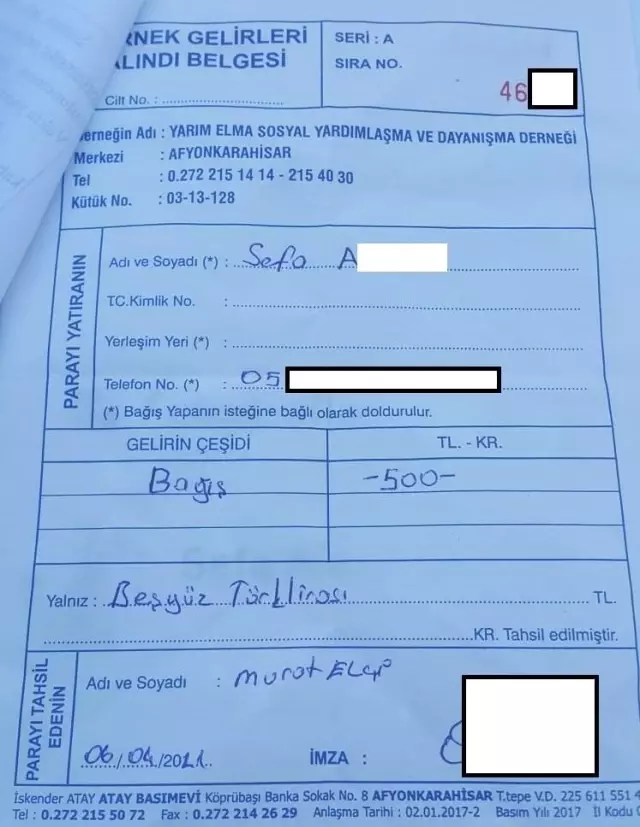 RNEK GELİRLERİ
LINDI BELGESİ
Cilt No. :
SERİ : A
SIRA NO.
46
erneğin Adı : YARIM ELMA SOSYAL YARDIMLAŞMA VE DAYANIŞMA DERNEĞİ
Merkezi : AFYONKARAHİSAR
Tel : 0.272 215 14 14 - 215 40 30
Kütük No. : 03-13-128
PARAYI YATIRANIN
Adı ve Soyadı (*) : Sefa A
TC.Kimlik No. :
Yerleşim Yeri (*) :
Telefon No. (*) : 05
(*) Bağış Yapanın isteğine bağlı olarak doldurulur.
GELİRİN ÇEŞİDİ TL. - KR.
Bağış -500-
Yalnız : Beşyüz Türk lirası TL.
KR. Tahsil edilmiştir.
PARAYI TAHSİL EDENİN
Adı ve Soyadı : Murat
06/04/2021 İMZA :
İskender ATAY ATAY BASIMEVİ Köprübaşı Banka Sokak No. 8 AFYONKARAHİSAR T.tepe V.D. 225 611 551 4
Tel : 0.272 215 50 72 Fax : 0.272 214 26 29 Anlaşma Tarihi : 02.01.2017-2 Basım Yılı 2017 İl Kodu